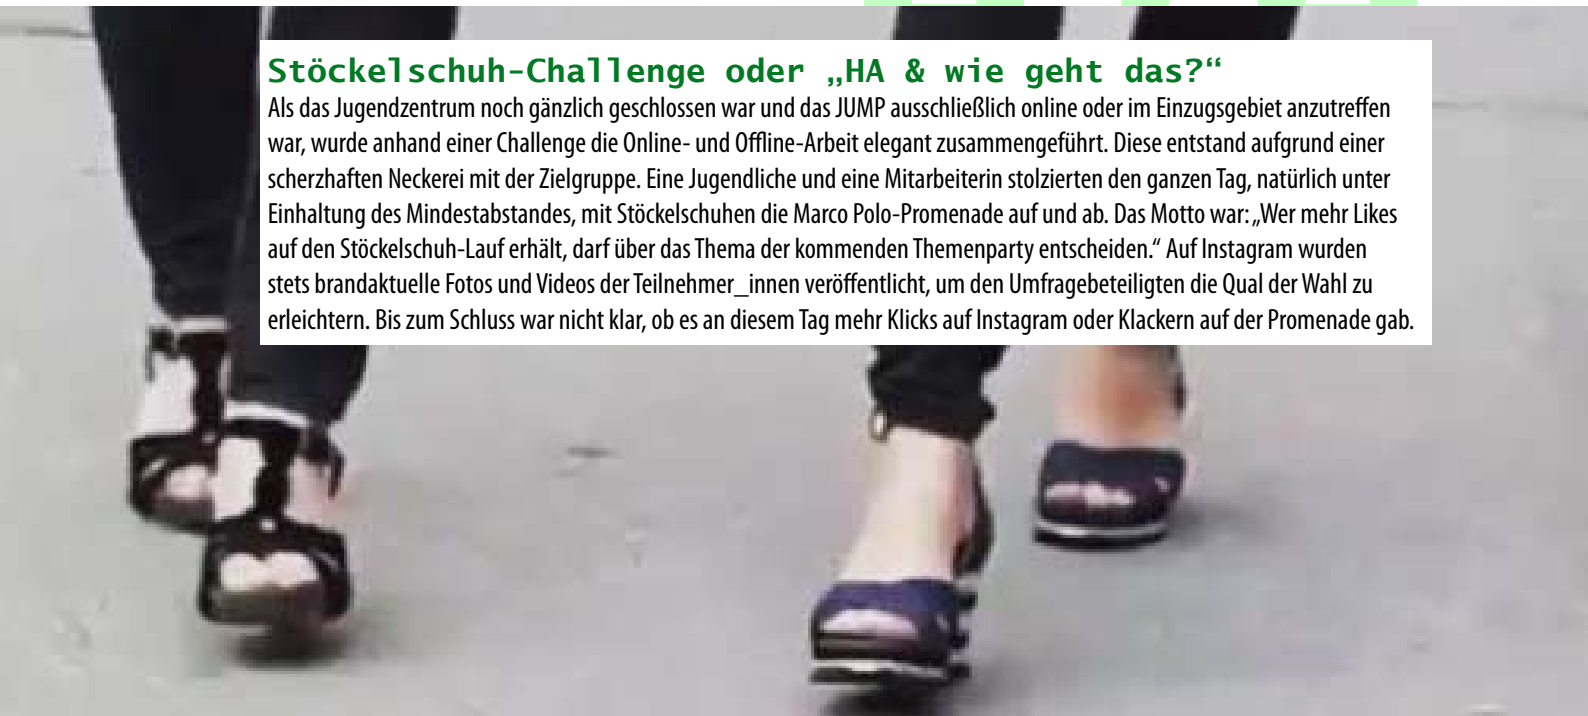 Stöckelschuh-Challenge oder „HA & wie geht das?“
Als das Jugendzentrum noch gänzlich geschlossen war und das JUMP ausschließlich online oder im Einzugsgebiet anzutreffen
war, wurde anhand einer Challenge die Online- und Offline-Arbeit elegant zusammengeführt. Diese entstand aufgrund einer
scherzhaften Neckerei mit der Zielgruppe. Eine Jugendliche und eine Mitarbeiterin stolzierten den ganzen Tag, natürlich unter
Einhaltung des Mindestabstandes, mit Stöckelschuhen die Marco Polo-Promenade auf und ab. Das Motto war: „Wer mehr Likes
auf den Stöckelschuh-Lauf erhält, darf über das Thema der kommenden Themenparty entscheiden.“ Auf Instagram wurden
stets brandaktuelle Fotos und Videos der Teilnehmer_innen veröffentlicht, um den Umfragebeteiligten die Qual der Wahl zu
erleichtern. Bis zum Schluss war nicht klar, ob es an diesem Tag mehr Klicks auf Instagram oder Klackern auf der Promenade gab.